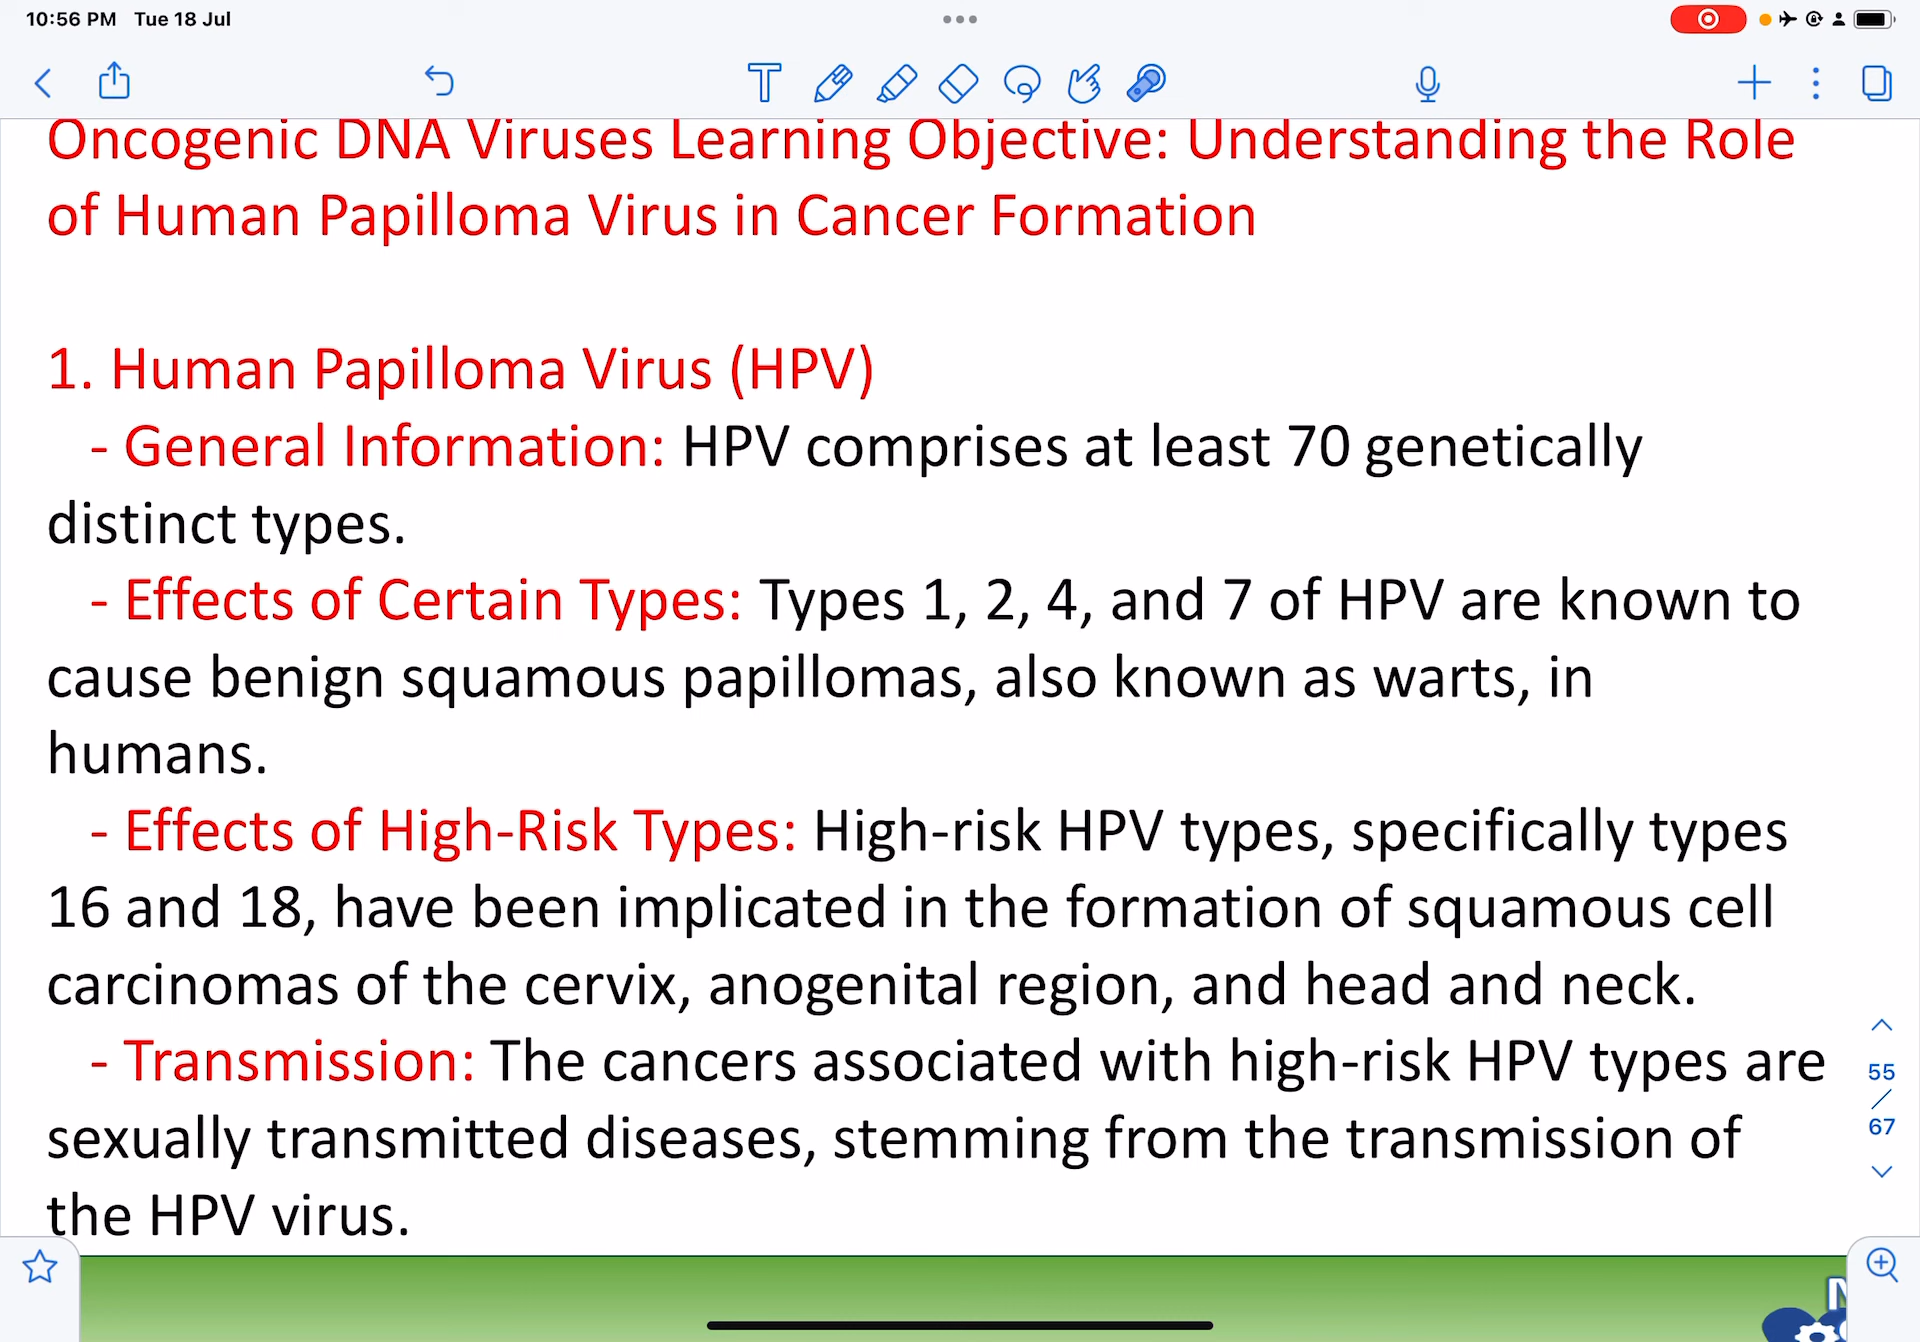 10:56 PM Tue 18 Jul
Oncogenic DNA Viruses Learning Objective: Understanding the Role
of Human Papilloma Virus in Cancer Formation
1. Human Papilloma Virus (HPV)
- General Information: HPV comprises at least 70 genetically
distinct types.
- Effects of Certain Types: Types 1, 2, 4, and 7 of HPV are known to
cause benign squamous papillomas, also known as warts, in
humans.
- Effects of High-Risk Types: High-risk HPV types, specifically types
16 and 18, have been implicated in the formation of squamous cell
carcinomas of the cervix, anogenital region, and head and neck.
- Transmission: The cancers associated with high-risk HPV types are
sexually transmitted diseases, stemming from the transmission of
the HPV virus.
55
/
67